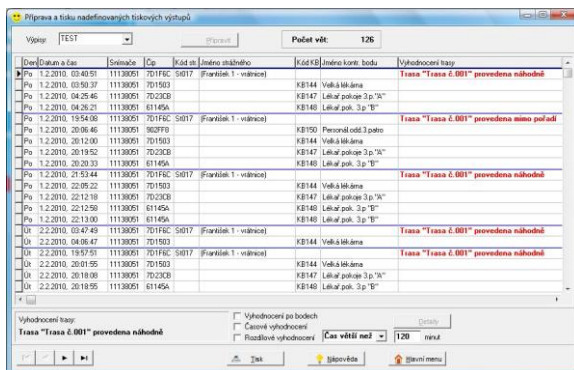 Příprava a tisku nadefinovaných tiskových výstupů
Výpisy: TEST Připravit Počet vět: 126
Den Datum a čas Snímače Čip Kód str. Jméno strážného Kód KB Jméno kontr. bodu Vyhodnocení trasy
Po 1.2.2010, 03:40:51 11138051 7D1F6C St017 (František 1 - vrátnice) Trasa "Trasa č.001" provedena náhodně
Po 1.2.2010, 03:50:37 11138051 7D1503 KB144 Velká lékárna
Po 1.2.2010, 04:25:46 11138051 7D23CB KB147 Lékař.pokoje 3.p."A"
Po 1.2.2010, 04:26:21 11138051 61145A KB148 Lékař.pok. 3.p "B"
Po 1.2.2010, 19:54:08 11138051 7D1F6C St017 (František 1 - vrátnice) Trasa "Trasa č.001" provedena mimo pořadí
Po 1.2.2010, 20:06:46 11138051 902FF8 KB150 Personál.odd.3.patro
Po 1.2.2010, 20:12:00 11138051 7D1503 KB144 Velká lékárna
Po 1.2.2010, 20:19:52 11138051 7D23CB KB147 Lékař.pokoje 3.p."A"
Po 1.2.2010, 20:20:33 11138051 61145A KB148 Lékař.pok. 3.p "B"
Po 1.2.2010, 21:53:44 11138051 7D1F6C St017 (František 1 - vrátnice) Trasa "Trasa č.001" provedena náhodně
Po 1.2.2010, 22:05:22 11138051 7D1503 KB144 Velká lékárna
Po 1.2.2010, 22:12:18 11138051 7D23CB KB147 Lékař.pokoje 3.p."A"
Po 1.2.2010, 22:12:58 11138051 61145A KB148 Lékař.pok. 3.p "B"
Po 1.2.2010, 22:13:00 11138051 61145A KB148 Lékař.pok. 3.p "B"
Út 2.2.2010, 03:47:49 11138051 7D1F6C St017 (František 1 - vrátnice) Trasa "Trasa č.001" provedena náhodně
Út 2.2.2010, 04:06:47 11138051 7D1503 KB144 Velká lékárna
Út 2.2.2010, 19:57:51 11138051 7D1F6C St017 (František 1 - vrátnice) Trasa "Trasa č.001" provedena náhodně
Út 2.2.2010, 20:01:55 11138051 7D1503 KB144 Velká lékárna
Út 2.2.2010, 20:18:08 11138051 7D23CB KB147 Lékař.pokoje 3.p."A"
Út 2.2.2010, 20:18:55 11138051 61145A KB148 Lékař.pok. 3.p "B"
Vyhodnocení trasy:
Trasa "Trasa č.001" provedena náhodně
Vyhodnocení po bodech
Časové vyhodnocení
Rozdílové vyhodnocení Čas větší než 120 minut
Detaily
Tisk Nápověda Hlavní menu